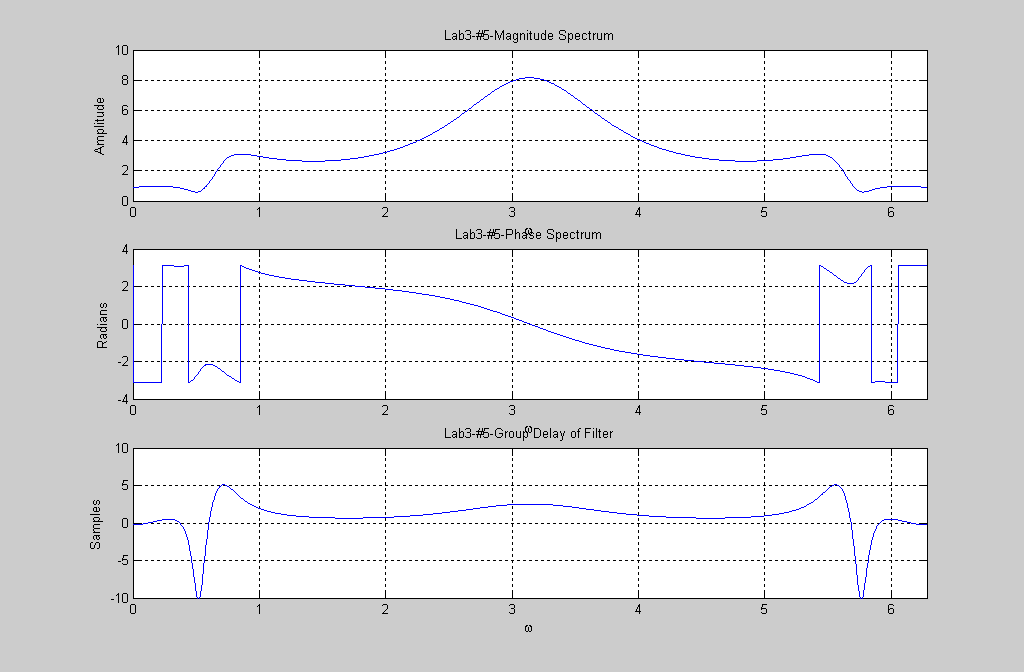 Lab3-#5-Magnitude Spectrum
10
8
6
4
2
0
Amplitude
0 1 2 3 4 5 6
ω
Lab3-#5-Phase Spectrum
4
2
0
-2
-4
Radians
0 1 2 3 4 5 6
ω
Lab3-#5-Group Delay of Filter
10
5
0
-5
-10
Samples
0 1 2 3 4 5 6
ω